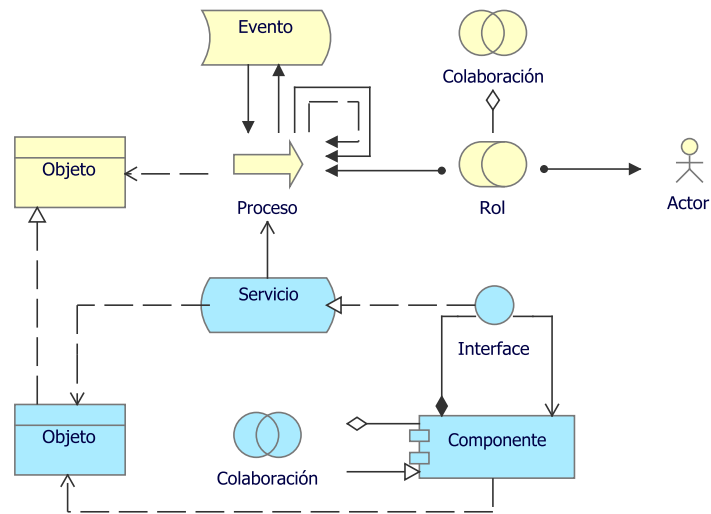 Evento
Colaboración
Objeto
Proceso
Rol
Actor
Servicio
Interface
Objeto
Componente
Colaboración